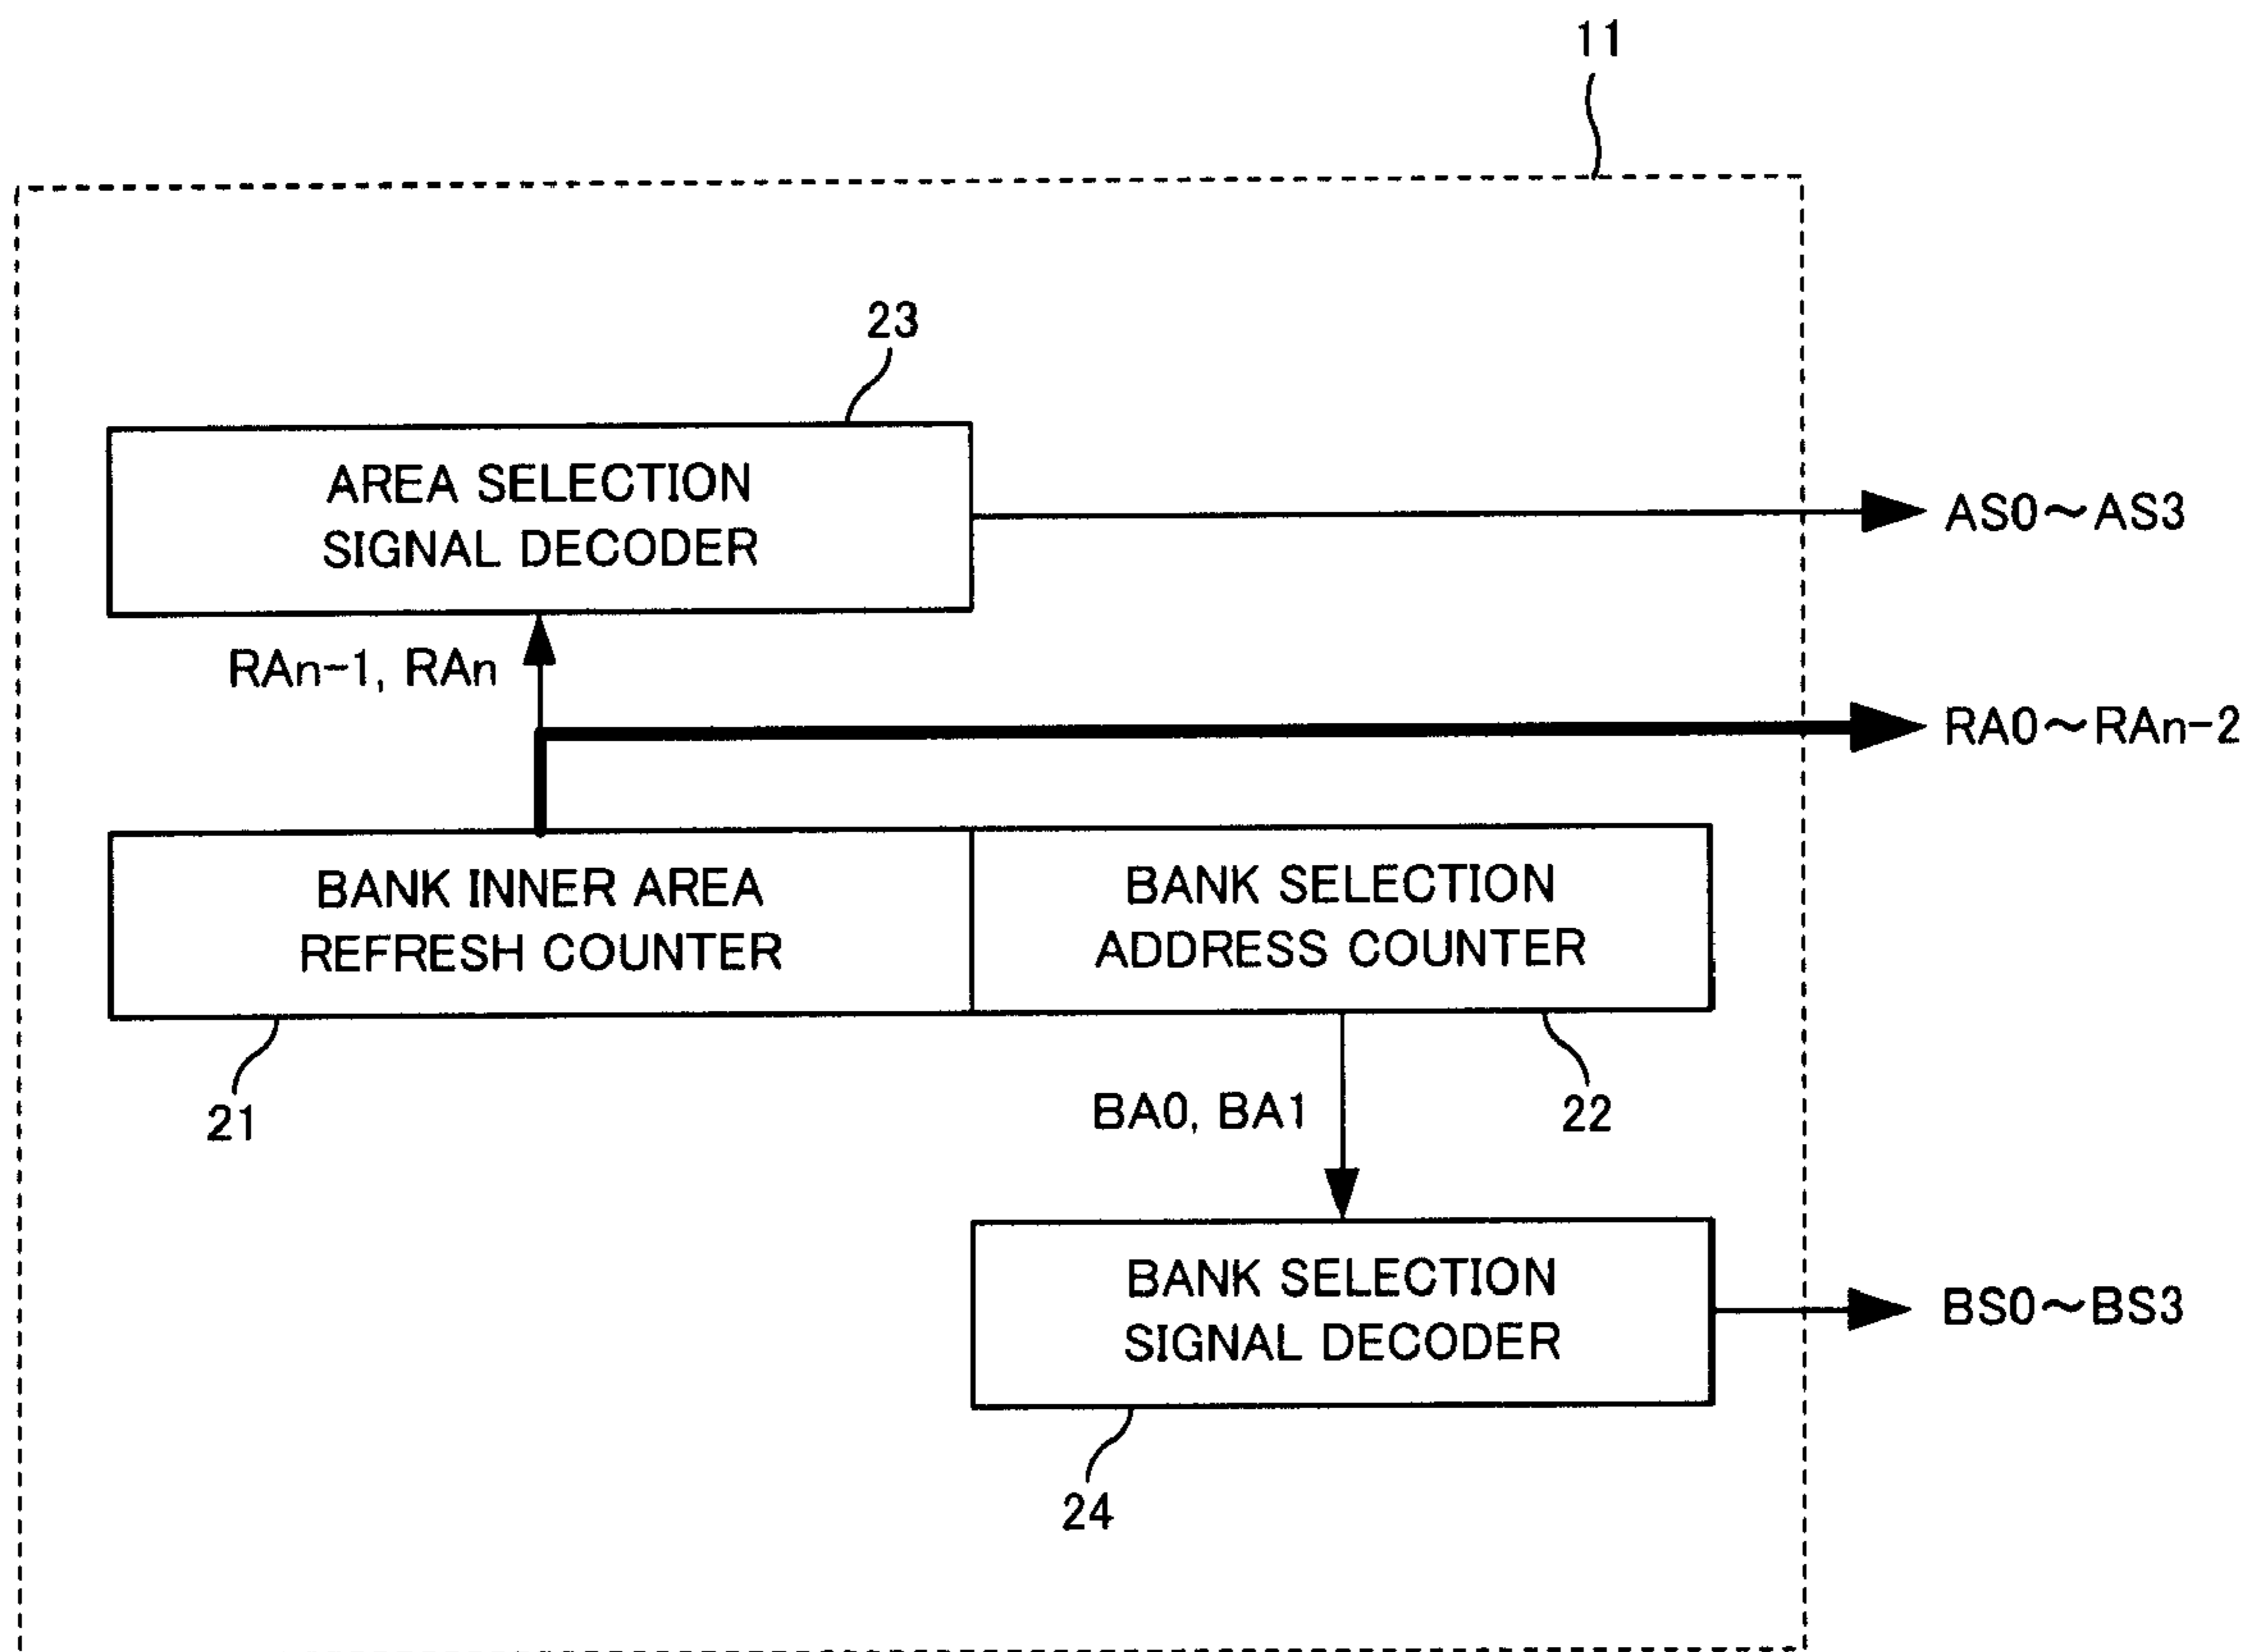 11
23
AREA SELECTION
SIGNAL DECODER
AS0～AS3
RAn-1, RAn
RA0～RAn-2
BANK INNER AREA
REFRESH COUNTER
BANK SELECTION
ADDRESS COUNTER
21
BA0, BA1
22
BANK SELECTION
SIGNAL DECODER
BS0～BS3
24